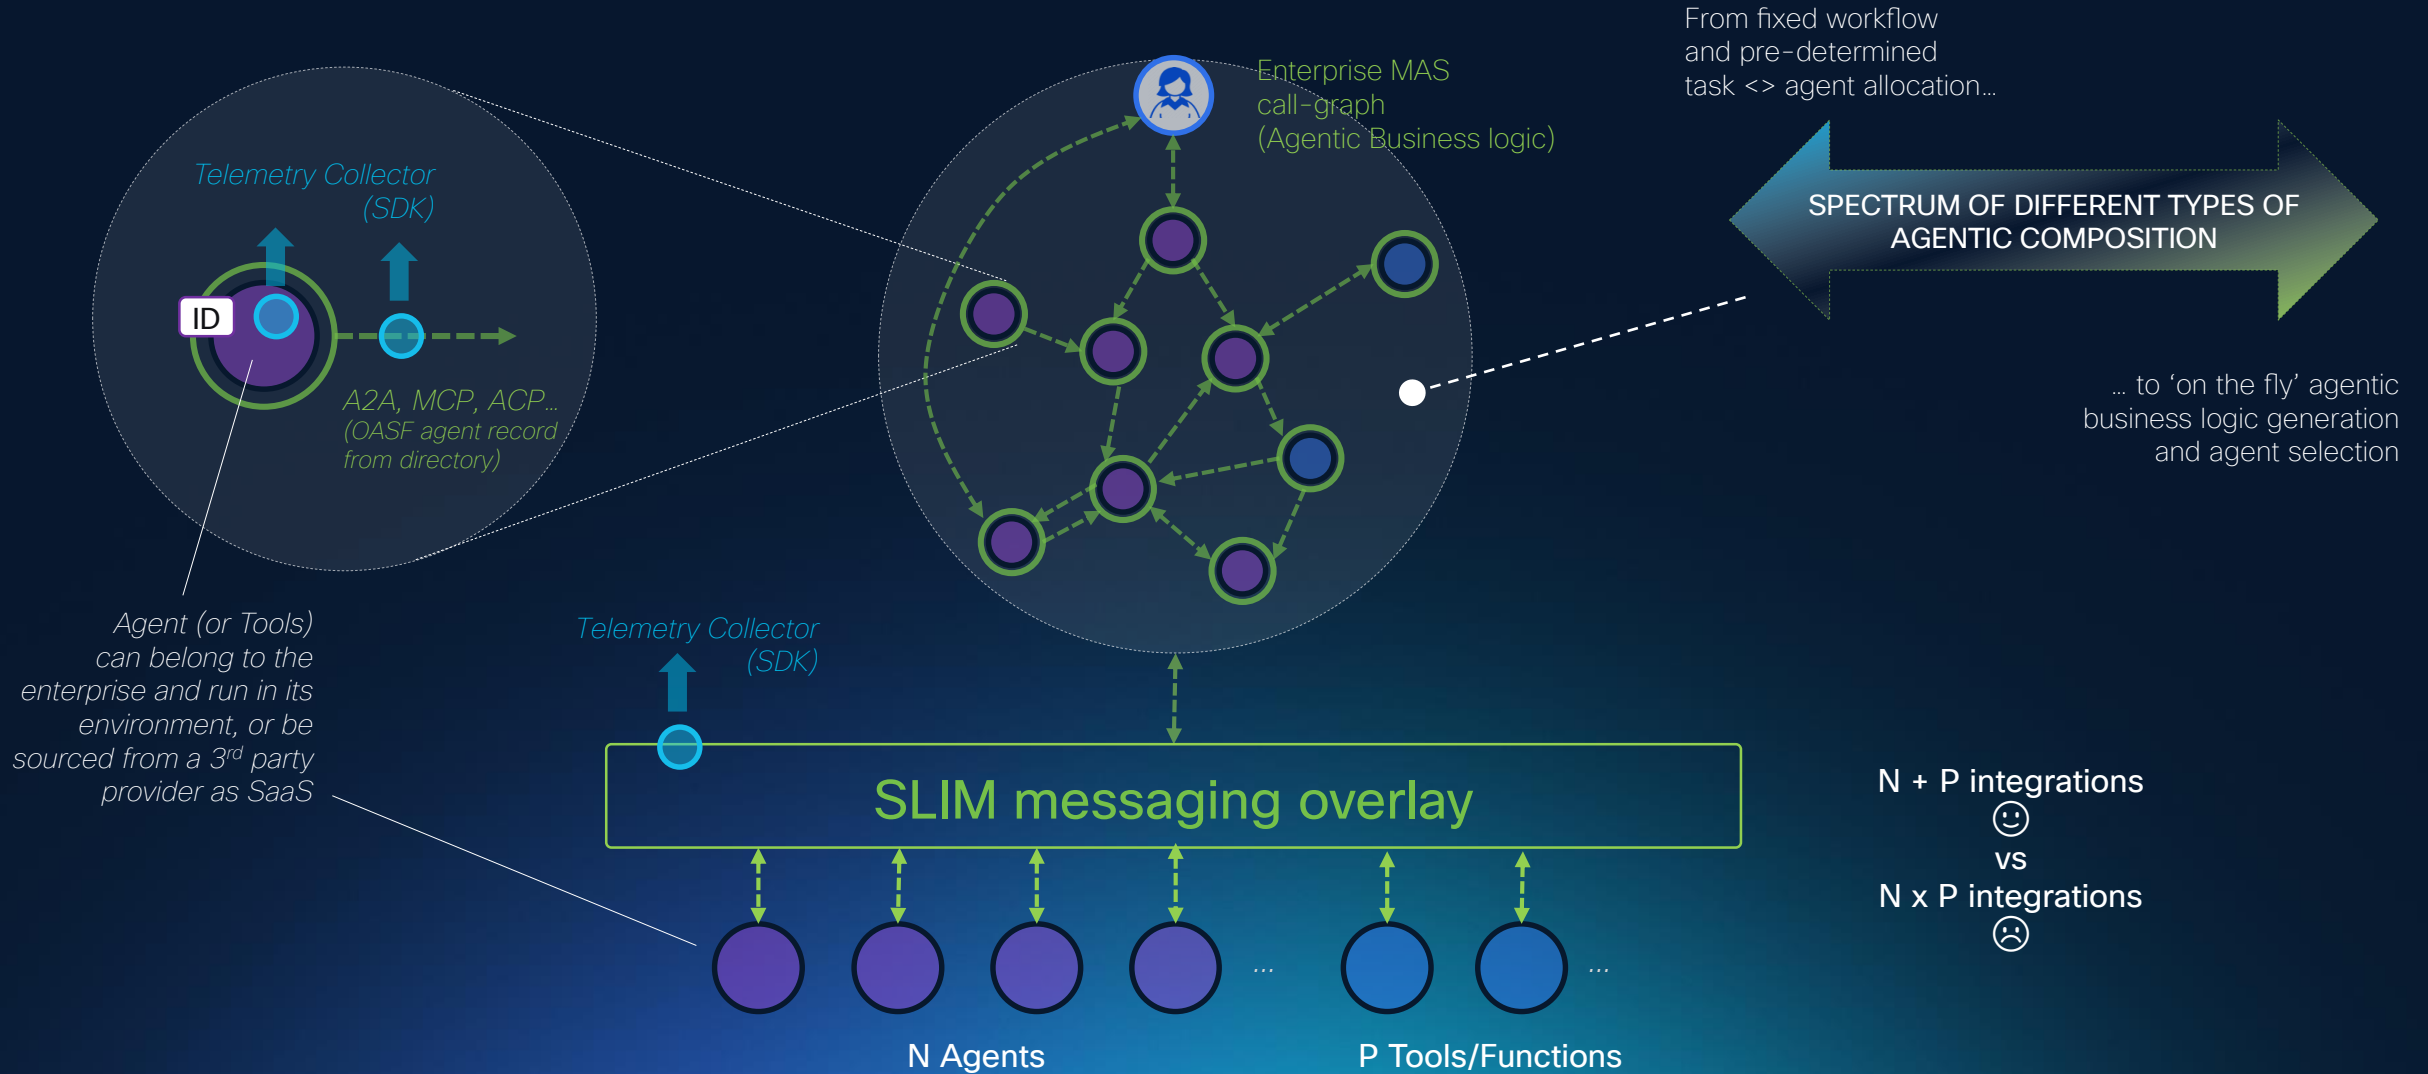 From fixed workflow
and pre-determined
task <> agent allocation...
Enterprise MAS
call-graph
(Agentic Business logic)
Telemetry Collector
(SDK)
ID
SPECTRUM OF DIFFERENT TYPES OF
AGENTIC COMPOSITION
A2A, MCP, ACP...
(OASF agent record
from directory)
... to ‘on the fly’ agentic
business logic generation
and agent selection
Agent (or Tools)
can belong to the
enterprise and run in its
environment, or be
sourced from a 3rd party
provider as SaaS
Telemetry Collector
(SDK)
SLIM messaging overlay
N + P integrations
vs
N x P integrations
...
...
N Agents
P Tools/Functions